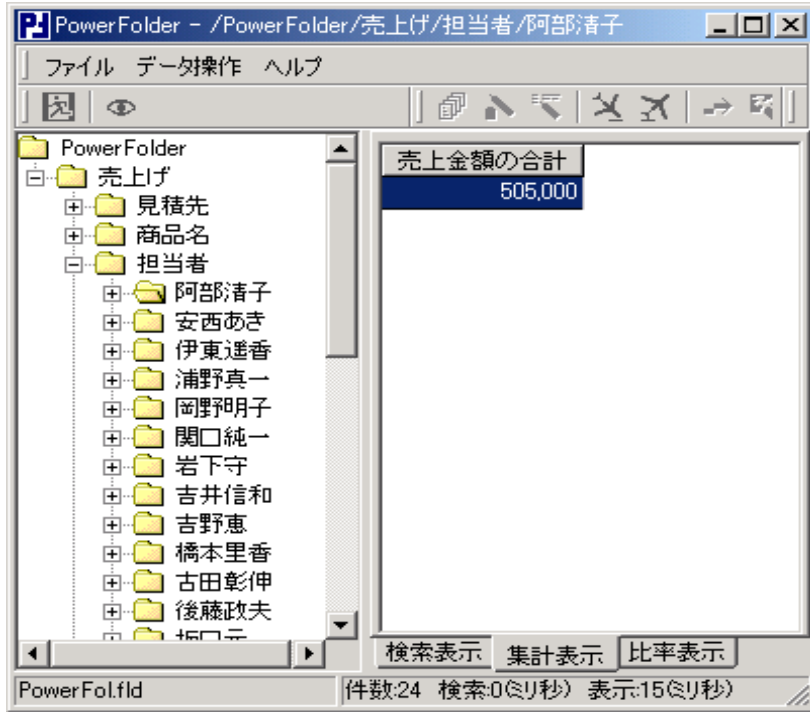 PowerFolder - /PowerFolder/売上げ/担当者/阿部清子
ファイル データ操作 ヘルプ
PowerFolder
売上げ
見積先
商品名
担当者
阿部清子
安西あき
伊東遥香
浦野真一
岡野明子
関口純一
岩下守
吉井信和
吉野恵
橋本里香
古田彰伸
後藤政夫
売上金額の合計
505,000
検索表示 集計表示 比率表示
PowerFol.fld 件数:24 検索:0(ミリ秒) 表示:15(ミリ秒)